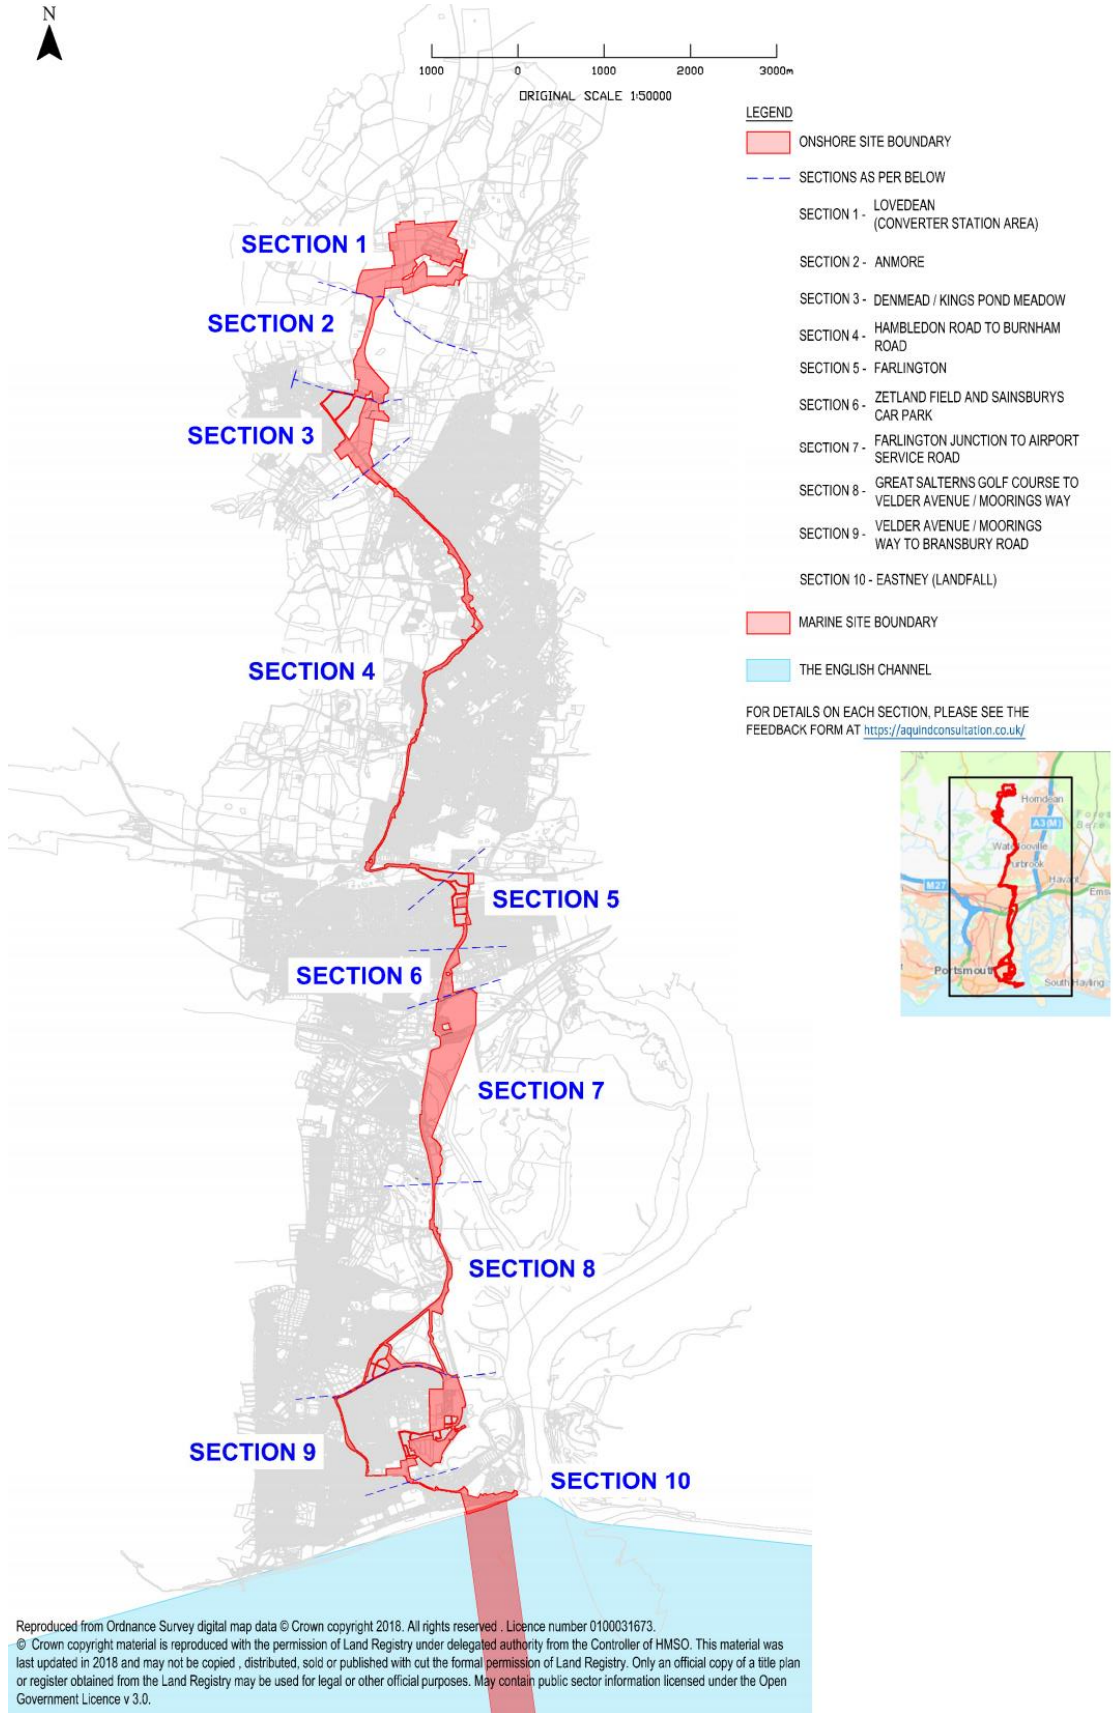 N
1000 0 1000 2000 3000m
ORIGINAL SCALE 1:50000
LEGEND
ONSHORE SITE BOUNDARY
SECTIONS AS PER BELOW
SECTION 1 - LOVEDEAN
(CONVERTER STATION AREA)
SECTION 2 - ANMORE
SECTION 3 - DENMEAD / KINGS POND MEADOW
SECTION 4 - HAMBLEDON ROAD TO BURNHAM
ROAD
SECTION 5 - FARLINGTON
SECTION 6 - ZETLAND FIELD AND SAINSBURYS
CAR PARK
SECTION 7 - FARLINGTON JUNCTION TO AIRPORT
SERVICE ROAD
SECTION 8 - GREAT SALTERNS GOLF COURSE TO
VELDER AVENUE / MOORINGS WAY
SECTION 9 - VELDER AVENUE / MOORINGS
WAY TO BRANSBURY ROAD
SECTION 10 - EASTNEY (LANDFALL)
MARINE SITE BOUNDARY
THE ENGLISH CHANNEL
FOR DETAILS ON EACH SECTION, PLEASE SEE THE
FEEDBACK FORM AT https://aquindconsultation.co.uk/
SECTION 1
SECTION 2
SECTION 3
SECTION 4
SECTION 5
SECTION 6
SECTION 7
SECTION 8
SECTION 9
SECTION 10
Horndean
A3(M)
M27
Havant
Portsmouth
Reproduced from Ordnance Survey digital map data © Crown copyright 2018. All rights reserved . Licence number 0100031673.
© Crown copyright material is reproduced with the permission of Land Registry under delegated authority from the Controller of HMSO. This material was
last updated in 2018 and may not be copied , distributed, sold or published with out the formal permission of Land Registry. Only an official copy of a title plan
or register obtained from the Land Registry may be used for legal or other official purposes. May contain public sector information licensed under the Open
Government Licence v 3.0.